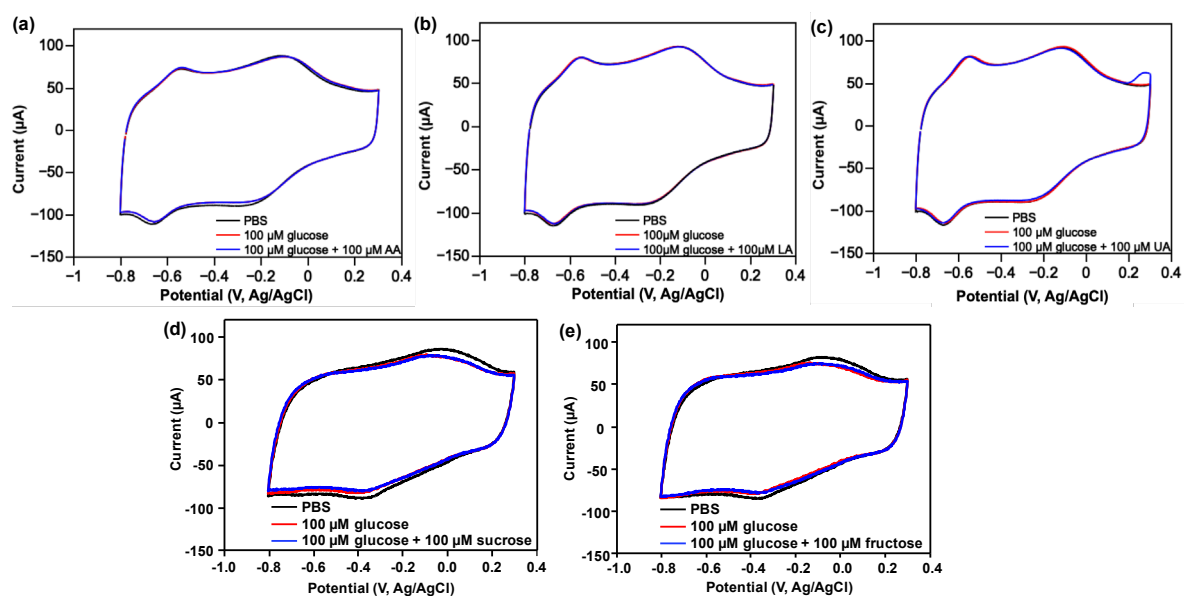 (a)
100
50
0
−50
−100
−150
Current (µA)
−1
−0.8
-0.6
-0.4
-0.2
0
0.2
0.4
Potential (V, Ag/AgCl)
PBS
100 µM glucose
100 µM glucose + 100 µM AA
(b)
100
50
0
−50
−100
−150
Current (µA)
−1
−0.8
-0.6
-0.4
-0.2
0
0.2
0.4
Potential (V, Ag/AgCl)
PBS
100µM glucose
100µM glucose + 100µM LA
(c)
100
50
0
−50
−100
−150
Current (µA)
−1
−0.8
-0.6
-0.4
-0.2
0
0.2
0.4
Potential (V, Ag/AgCl)
PBS
100 µM glucose
100 µM glucose + 100 µM UA
(d)
100
50
0
-50
-100
-150
Current (µA)
-1.0
-0.8
-0.6
-0.4
-0.2
0.0
0.2
0.4
Potential (V, Ag/AgCl)
PBS
100 µM glucose
100 µM glucose + 100 µM sucrose
(e)
100
50
0
-50
-100
-150
Current (µA)
-1.0
-0.8
-0.6
-0.4
-0.2
0.0
0.2
0.4
Potential (V, Ag/AgCl)
PBS
100 µM glucose
100 µM glucose + 100 µM fructose